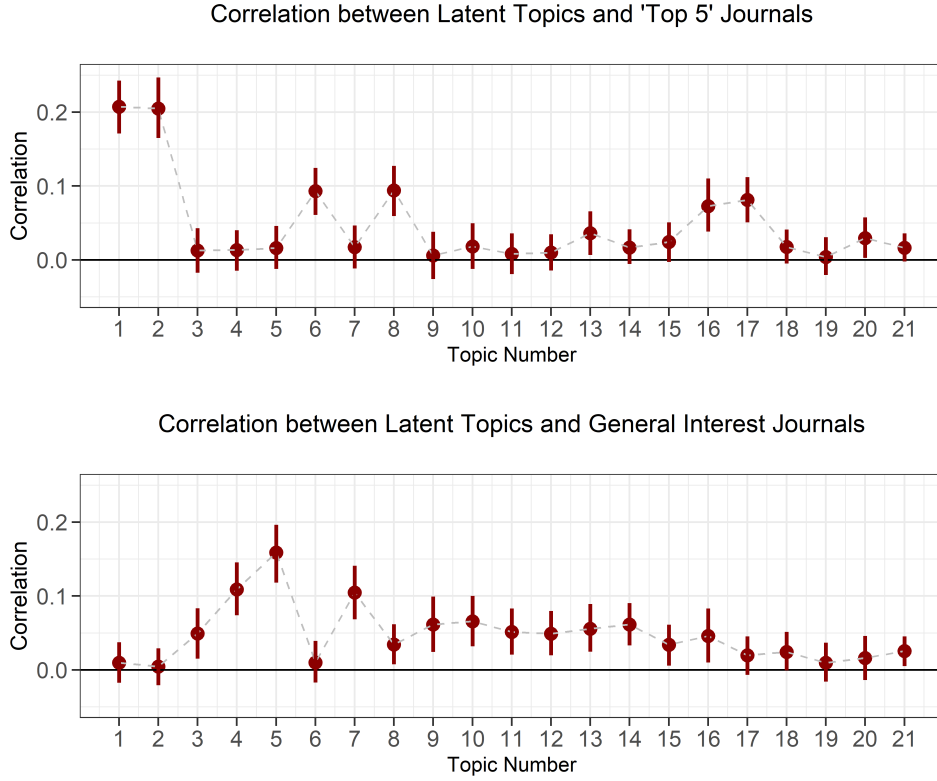 Correlation between Latent Topics and 'Top 5' Journals
Correlation
0.2
0.1
0.0
1 2 3 4 5 6 7 8 9 10 11 12 13 14 15 16 17 18 19 20 21
Topic Number
Correlation between Latent Topics and General Interest Journals
Correlation
0.2
0.1
0.0
1 2 3 4 5 6 7 8 9 10 11 12 13 14 15 16 17 18 19 20 21
Topic Number